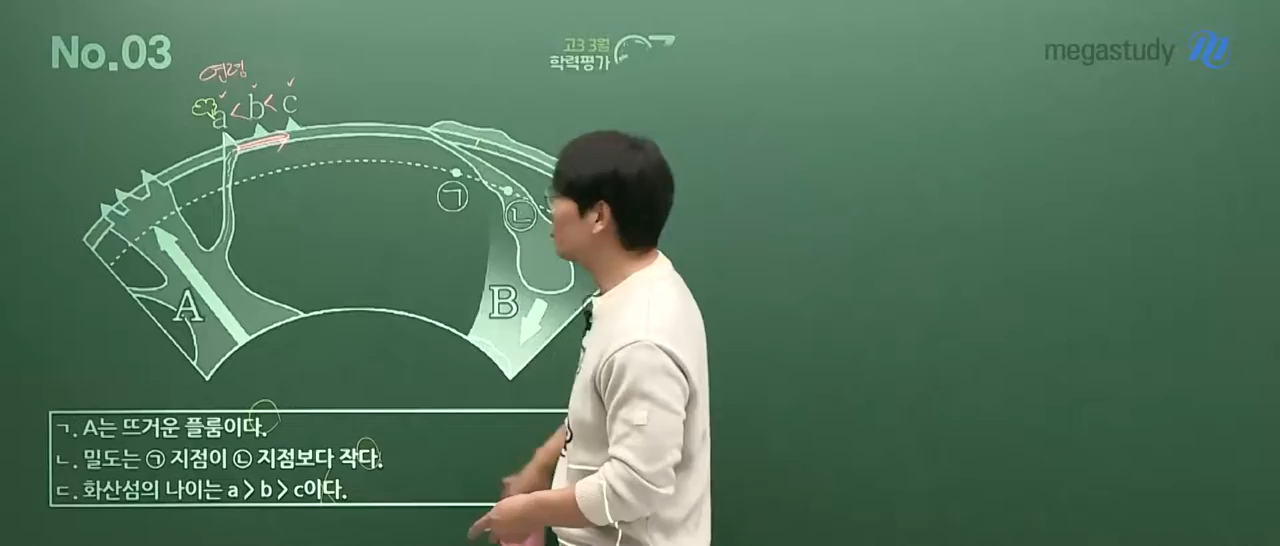 No.03
고3 3월
학력평가
megastudy
연령
a < b < c
ㄱ
ㄴ
A
B
ㄱ. A는 뜨거운 플룸이다.
ㄴ. 밀도는 ㉠ 지점이 ㉡ 지점보다 작다.
ㄷ. 화산섬의 나이는 a > b > c이다.